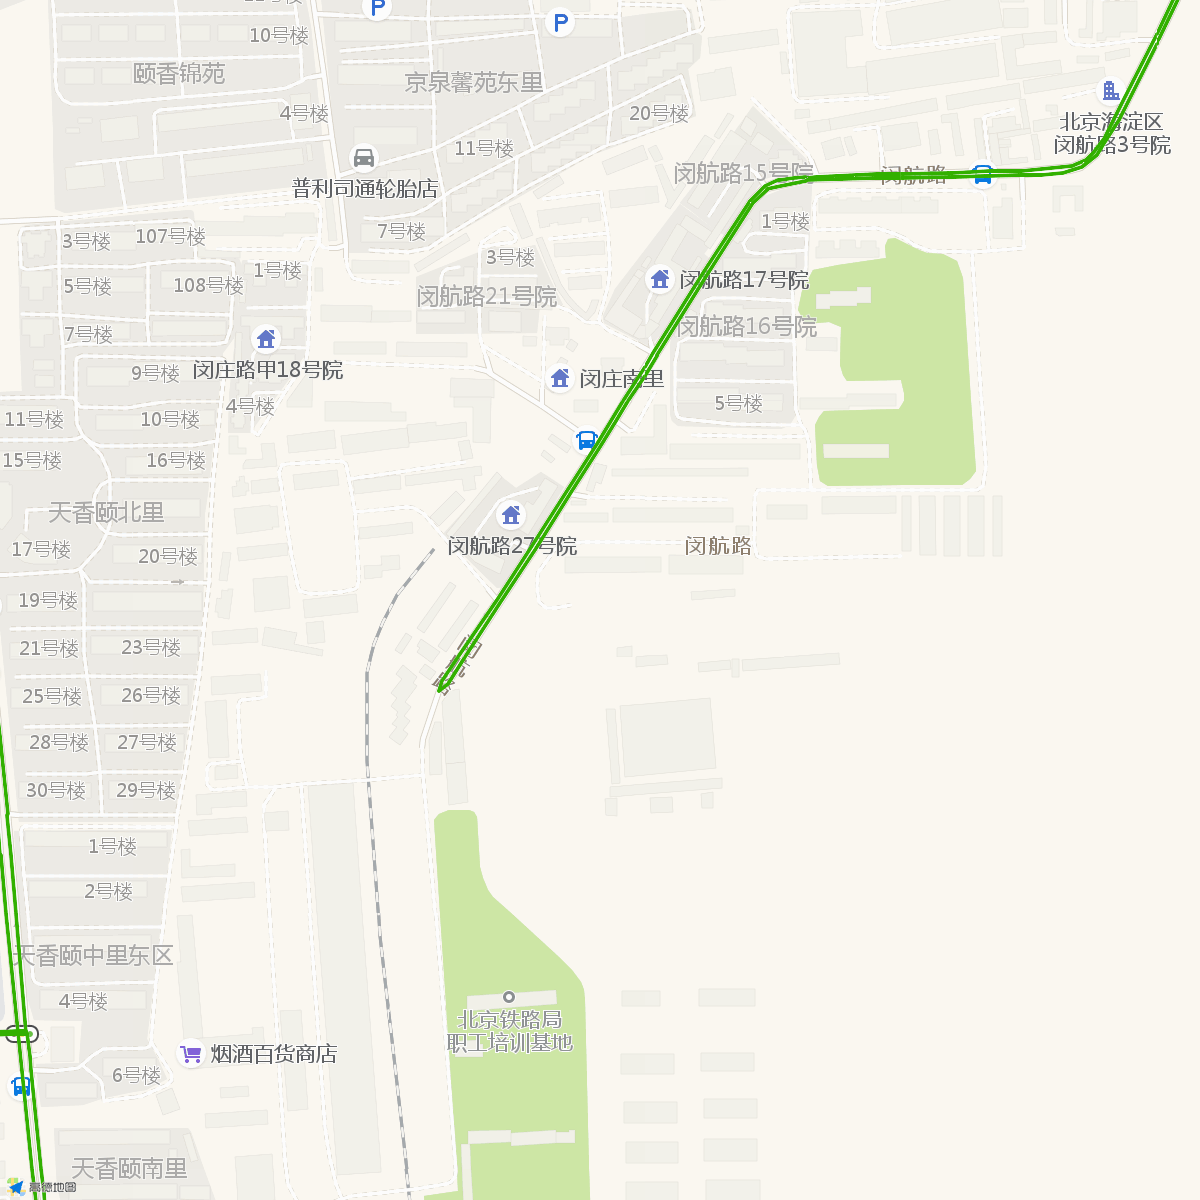 10号楼
颐香锦苑
京泉馨苑东里
4号楼
20号楼
11号楼
北京海淀区
闵航路3号院
闵航路15号院
闵航路
普利司通轮胎店
1号楼
7号楼
107号楼
3号楼
3号楼
1号楼
闵航路17号院
5号楼
108号楼
闵航路21号院
闵航路16号院
7号楼
闵庄路甲18号院
9号楼
闵庄南里
4号楼
5号楼
11号楼
10号楼
15号楼
16号楼
天香颐北里
17号楼
20号楼
闵航路27号院
闵航路
19号楼
21号楼
23号楼
闵航路
25号楼
26号楼
28号楼
27号楼
30号楼
29号楼
1号楼
2号楼
天香颐中里东区
4号楼
北京铁路局
职工培训基地
烟酒百货商店
6号楼
天香颐南里
高德地图